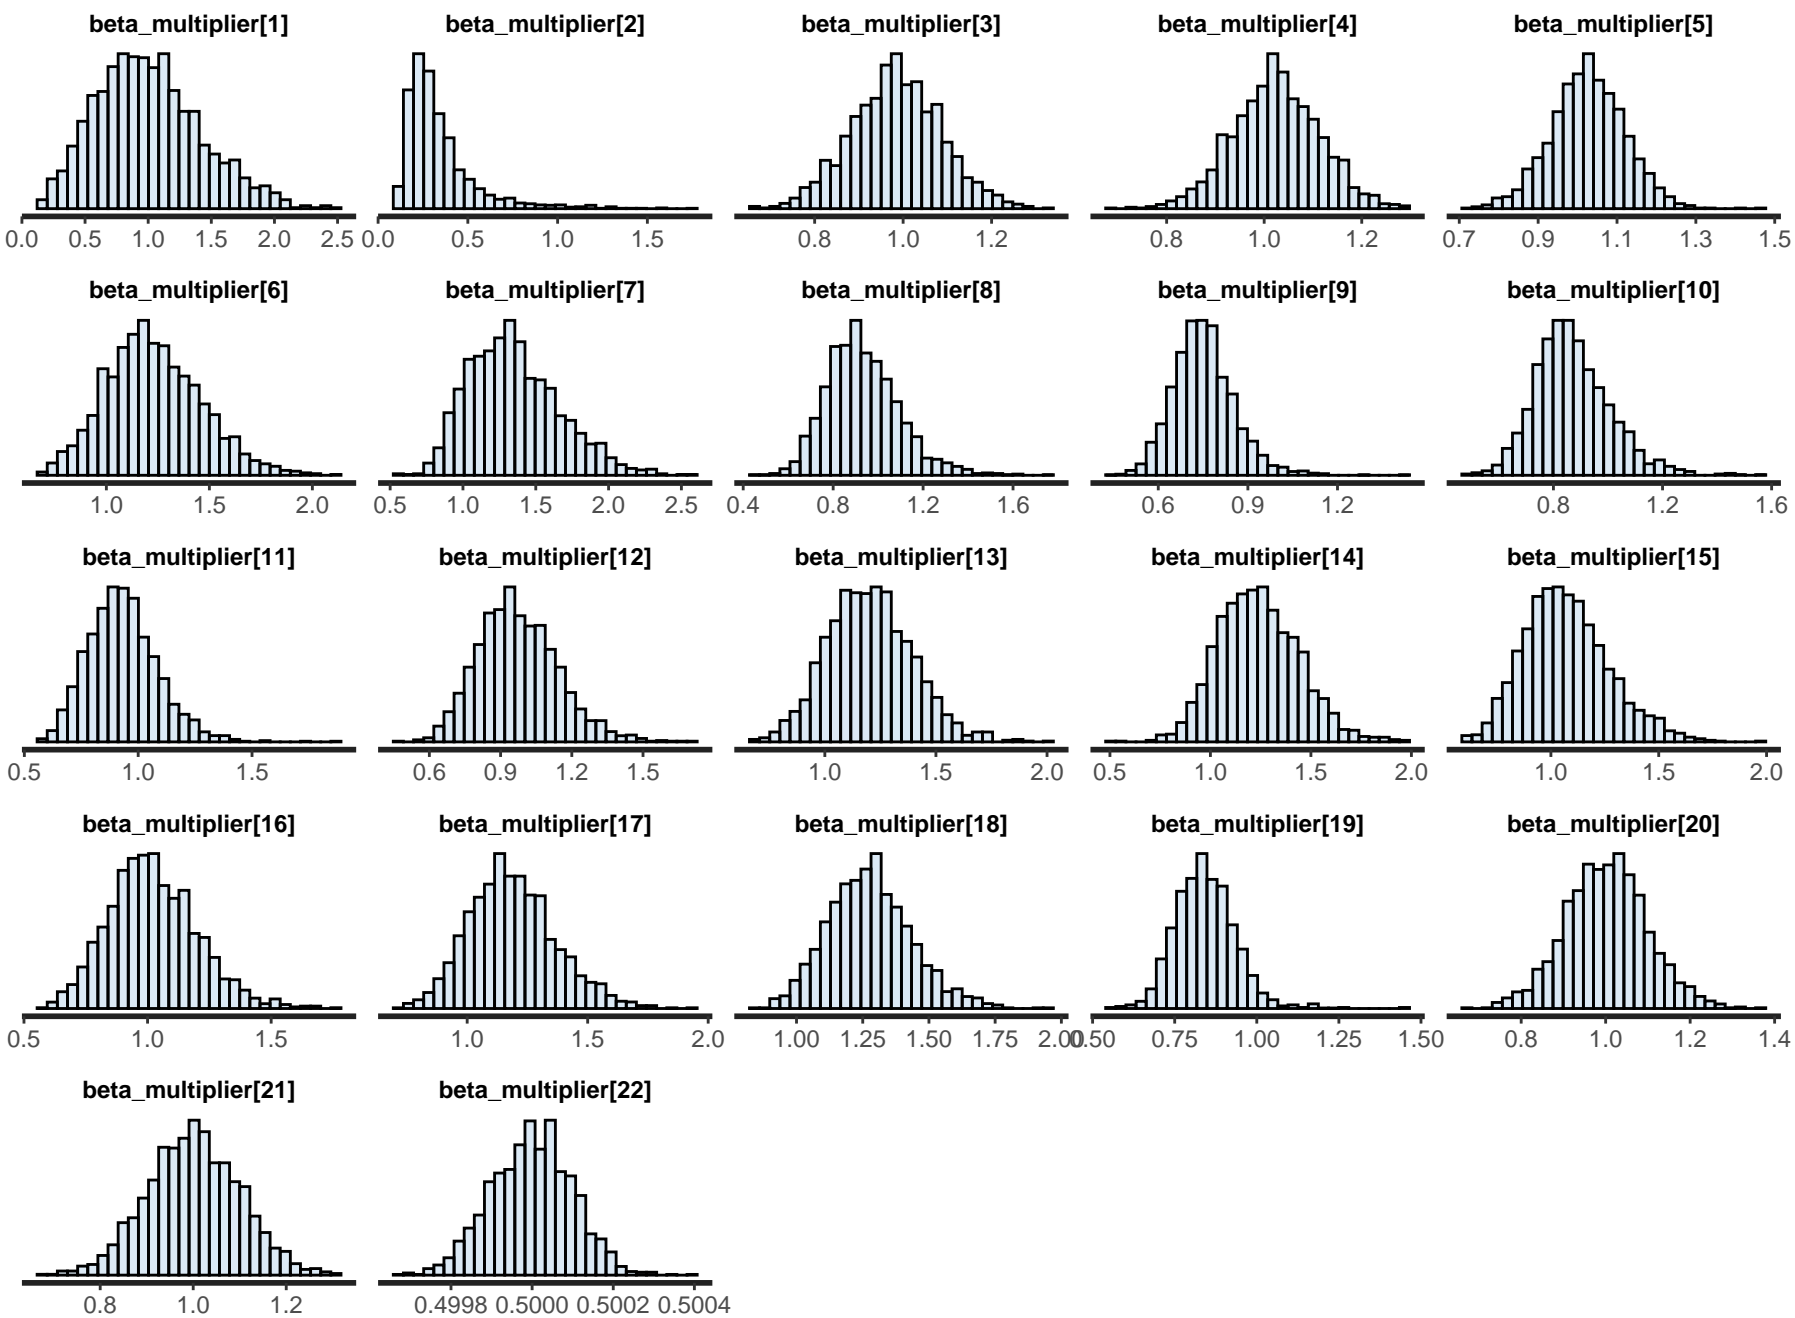 beta_multiplier[1] beta_multiplier[2] beta_multiplier[3] beta_multiplier[4] beta_multiplier[5]
0.0 0.5 1.0 1.5 2.0 2.5 0.0 0.5 1.0 1.5 0.8 1.0 1.2 0.8 1.0 1.2 0.7 0.9 1.1 1.3 1.5
beta_multiplier[6] beta_multiplier[7] beta_multiplier[8] beta_multiplier[9] beta_multiplier[10]
1.0 1.5 2.0 0.5 1.0 1.5 2.0 2.5 0.4 0.8 1.2 1.6 0.6 0.9 1.2 0.8 1.2 1.6
beta_multiplier[11] beta_multiplier[12] beta_multiplier[13] beta_multiplier[14] beta_multiplier[15]
0.5 1.0 1.5 0.6 0.9 1.2 1.5 1.0 1.5 2.0 0.5 1.0 1.5 2.0 1.0 1.5 2.0
beta_multiplier[16] beta_multiplier[17] beta_multiplier[18] beta_multiplier[19] beta_multiplier[20]
0.5 1.0 1.5 1.0 1.5 2.0 1.00 1.25 1.50 1.75 2.00 0.50 0.75 1.00 1.25 1.50 0.8 1.0 1.2 1.4
beta_multiplier[21] beta_multiplier[22]
0.8 1.0 1.2 0.4998 0.5000 0.5002 0.5004